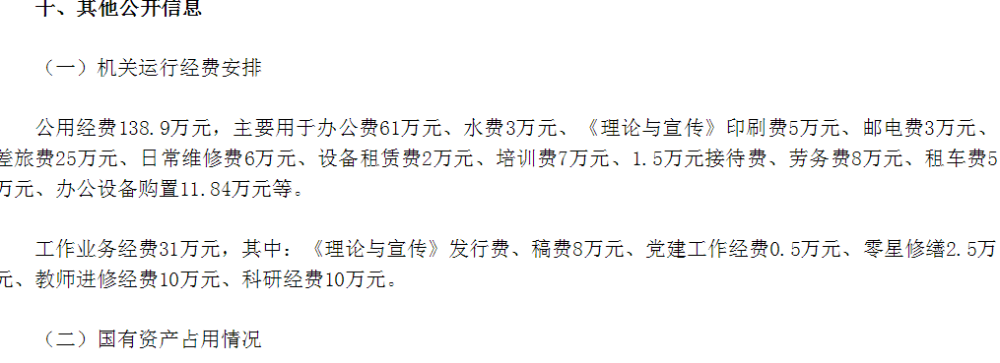 十、其他公开信息
（一）机关运行经费安排
公用经费138.9万元，主要用于办公费61万元、水费3万元、《理论与宣传》印刷费5万元、邮电费3万元、
差旅费25万元、日常维修费6万元、设备租赁费2万元、培训费7万元、1.5万元接待费、劳务费8万元、租车费5
万元、办公设备购置11.84万元等。
工作业务经费31万元，其中：《理论与宣传》发行费、稿费8万元、党建工作经费0.5万元、零星修缮2.5万
元、教师进修经费10万元、科研经费10万元。
（二）国有资产占用情况